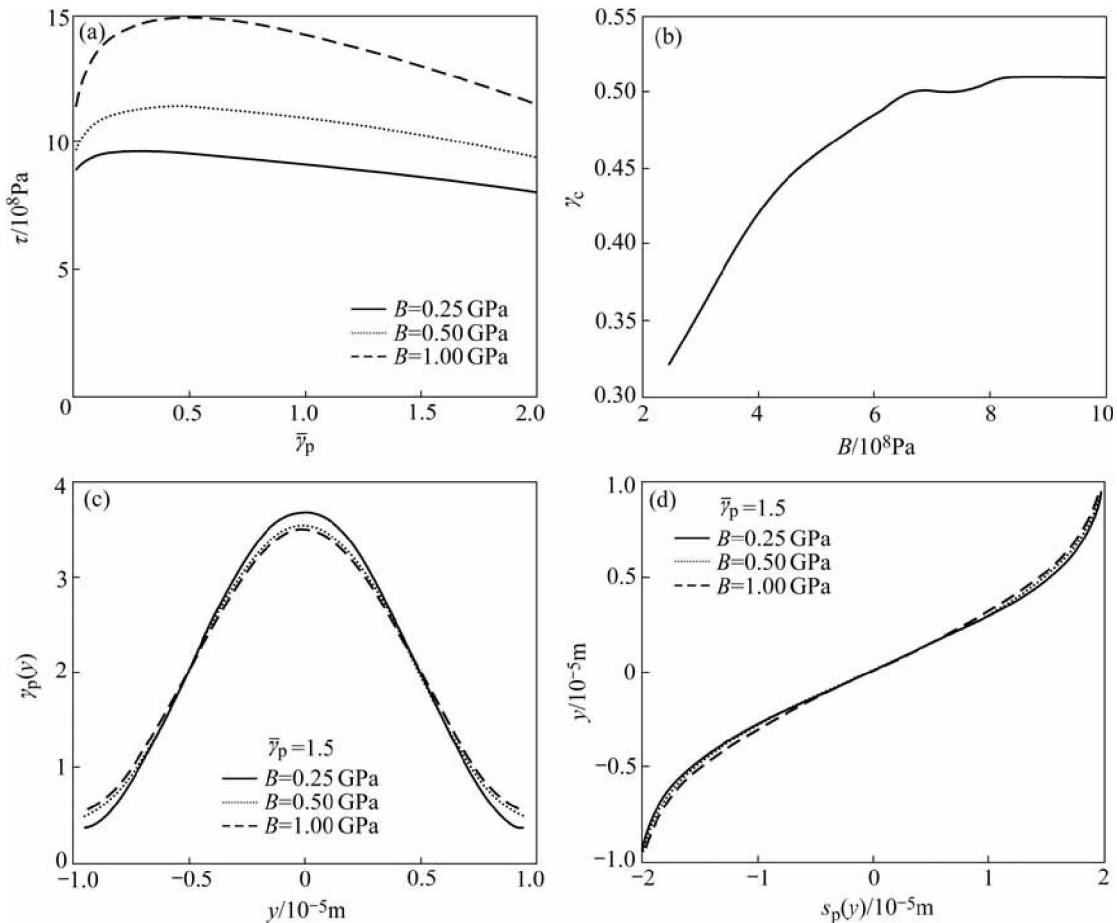 (a)
15
10
5
0
0.5
1.0
1.5
2.0
τ/10⁸Pa
B=0.25 GPa
B=0.50 GPa
B=1.00 GPa
γ̄ₚ
(b)
0.55
0.50
0.45
0.40
0.35
0.30
2
4
6
8
10
γc
B/10⁸Pa
(c)
4
3
2
1
0
−1.0
−0.5
0
0.5
1.0
γₚ(y)
γ̄ₚ=1.5
B=0.25 GPa
B=0.50 GPa
B=1.00 GPa
y/10⁻⁵m
(d)
1.0
0.5
0
−0.5
−1.0
−2
−1
0
1
2
y/10⁻⁵m
γ̄ₚ=1.5
B=0.25 GPa
B=0.50 GPa
B=1.00 GPa
sₚ(y)/10⁻⁵m